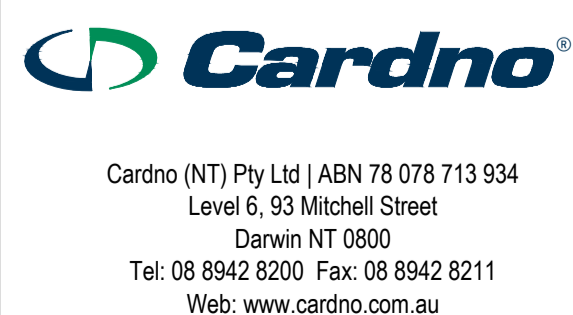 Cardno®
Cardno (NT) Pty Ltd | ABN 78 078 713 934
Level 6, 93 Mitchell Street
Darwin NT 0800
Tel: 08 8942 8200 Fax: 08 8942 8211
Web: www.cardno.com.au